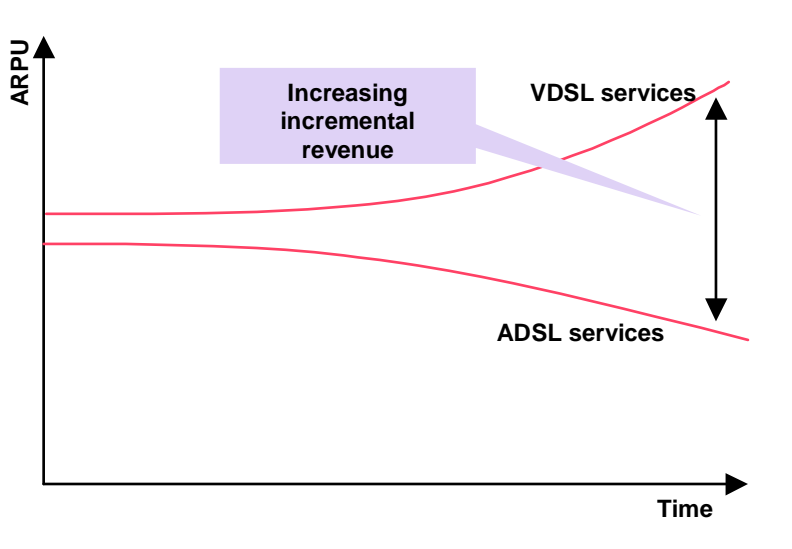 ARPU
Increasing
incremental
revenue
VDSL services
ADSL services
Time